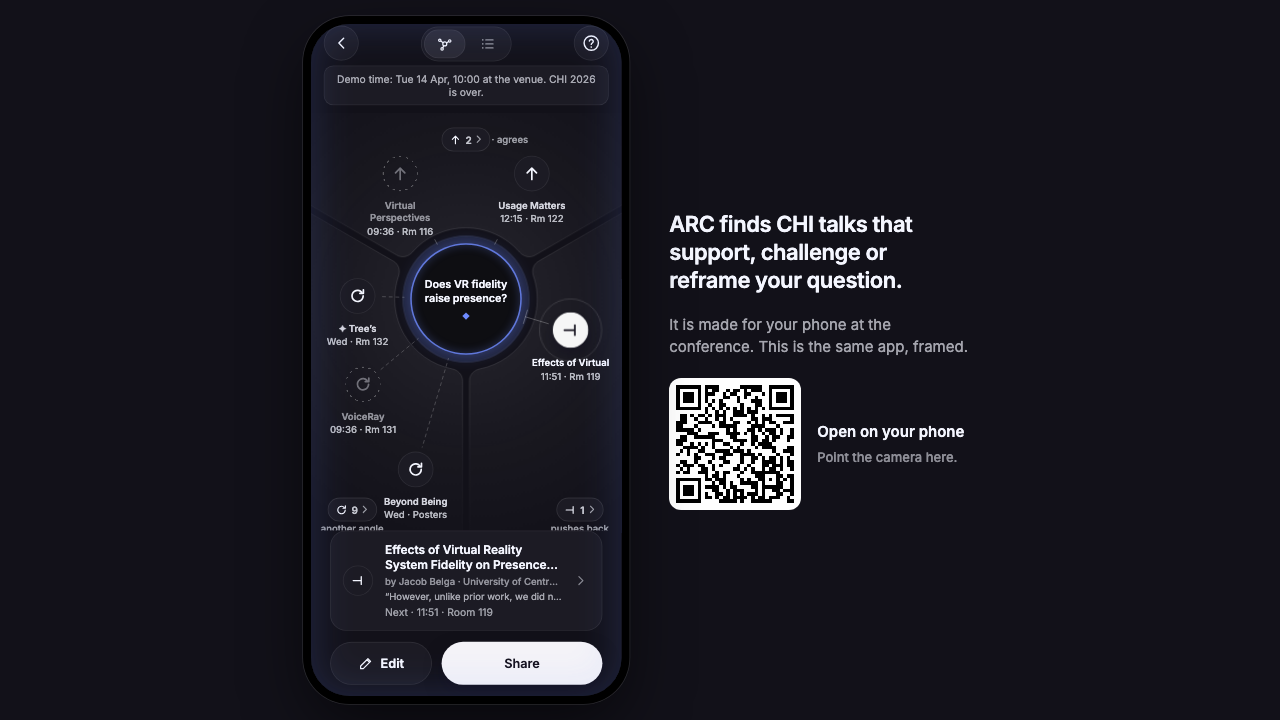 Demo time: Tue 14 Apr, 10:00 at the venue. CHI 2026
is over.
2 · agrees
Virtual
Perspectives
09:36 · Rm 116
Usage Matters
12:15 · Rm 122
Does VR fidelity
raise presence?
✦ Tree's
Wed · Rm 132
Effects of Virtual
11:51 · Rm 119
VoiceRay
09:36 · Rm 131
Beyond Being
Wed · Posters
9
another angle
1
pushes back
Effects of Virtual Reality
System Fidelity on Presence...
by Jacob Belga · University of Centr...
"However, unlike prior work, we did n...
Next · 11:51 · Room 119
Edit
Share
ARC finds CHI talks that
support, challenge or
reframe your question.
It is made for your phone at the
conference. This is the same app, framed.
Open on your phone
Point the camera here.